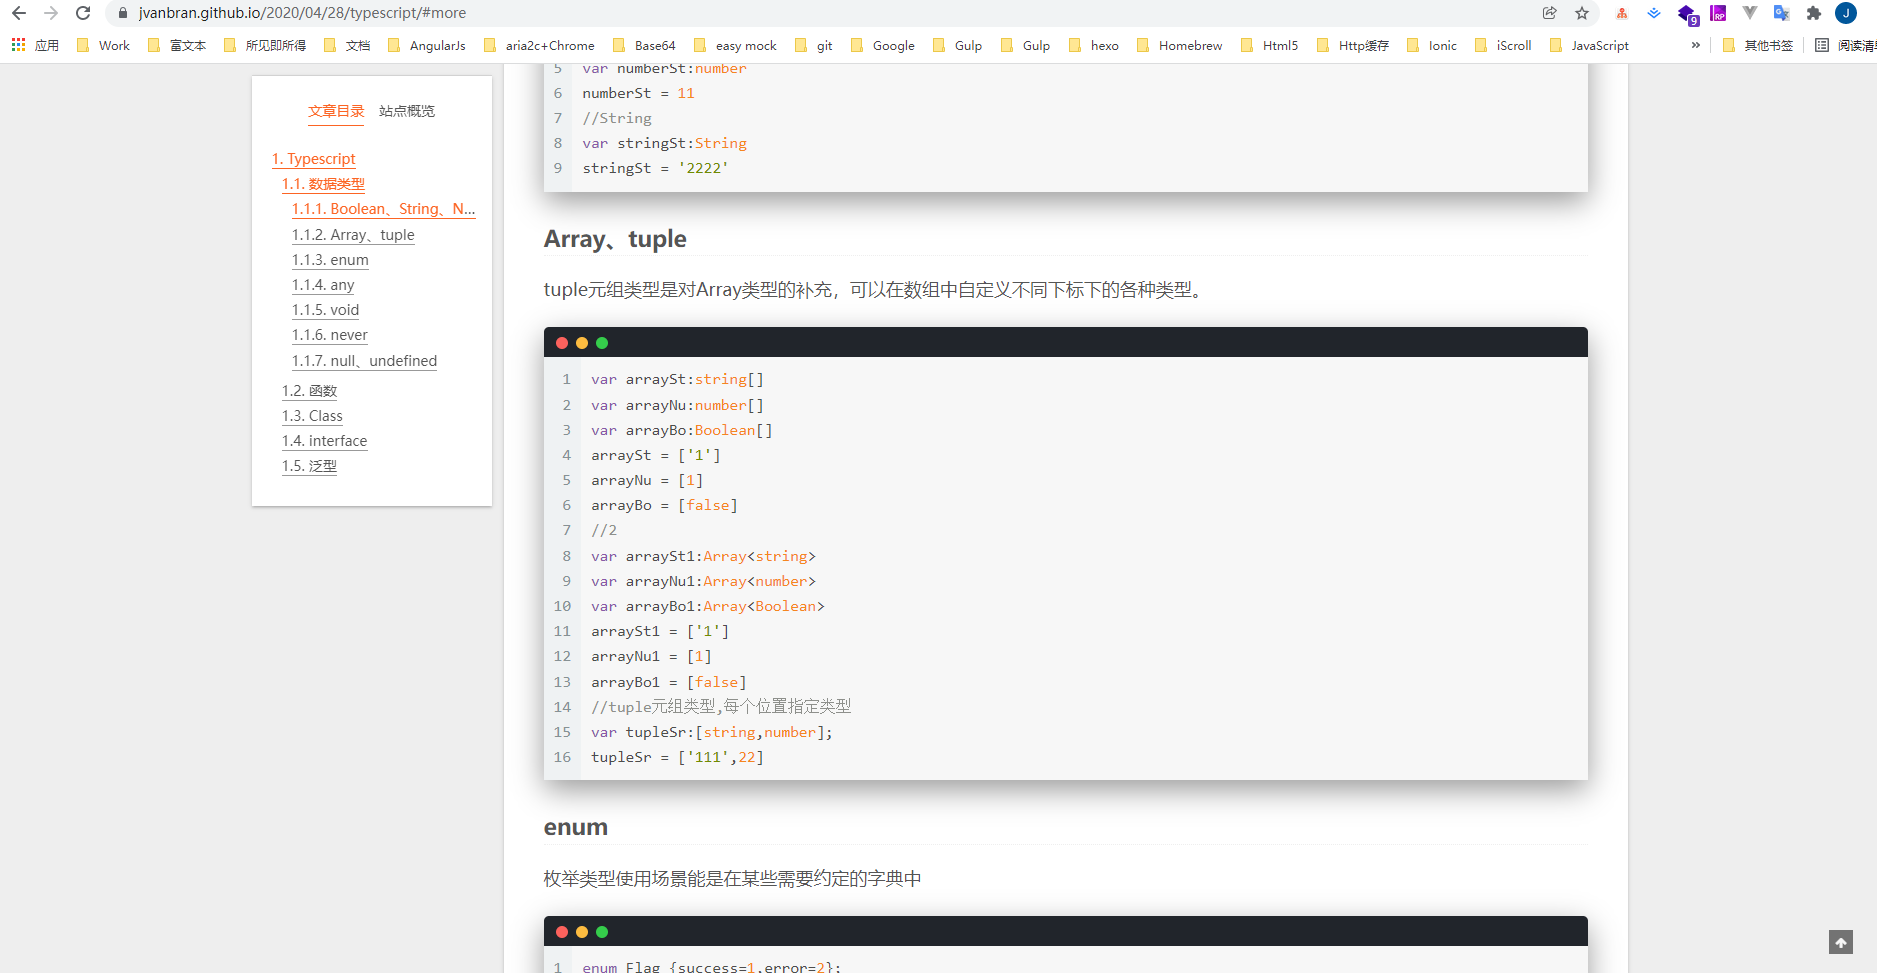 jvanbran.github.io/2020/04/28/typescript/#more
9
RP
J
应用 Work 富文本 所见即所得 文档 AngularJs aria2c+Chrome Base64 easy mock git Google Gulp Gulp hexo Homebrew Html5 Http缓存 Ionic iScroll JavaScript » 其他书签 阅读清单
文章目录 站点概览
1. Typescript
1.1. 数据类型
1.1.1. Boolean、String、N...
1.1.2. Array、tuple
1.1.3. enum
1.1.4. any
1.1.5. void
1.1.6. never
1.1.7. null、undefined
1.2. 函数
1.3. Class
1.4. interface
1.5. 泛型
5 var numberSt:number
6 numberSt = 11
7 //String
8 var stringSt:String
9 stringSt = '2222'
Array、tuple
tuple元组类型是对Array类型的补充，可以在数组中自定义不同下标下的各种类型。
1 var arraySt:string[]
2 var arrayNu:number[]
3 var arrayBo:Boolean[]
4 arraySt = ['1']
5 arrayNu = [1]
6 arrayBo = [false]
7 //2
8 var arraySt1:Array<string>
9 var arrayNu1:Array<number>
10 var arrayBo1:Array<Boolean>
11 arraySt1 = ['1']
12 arrayNu1 = [1]
13 arrayBo1 = [false]
14 //tuple元组类型,每个位置指定类型
15 var tupleSr:[string,number];
16 tupleSr = ['111',22]
enum
枚举类型使用场景能是在某些需要约定的字典中
1 enum Flag {success=1,error=2};